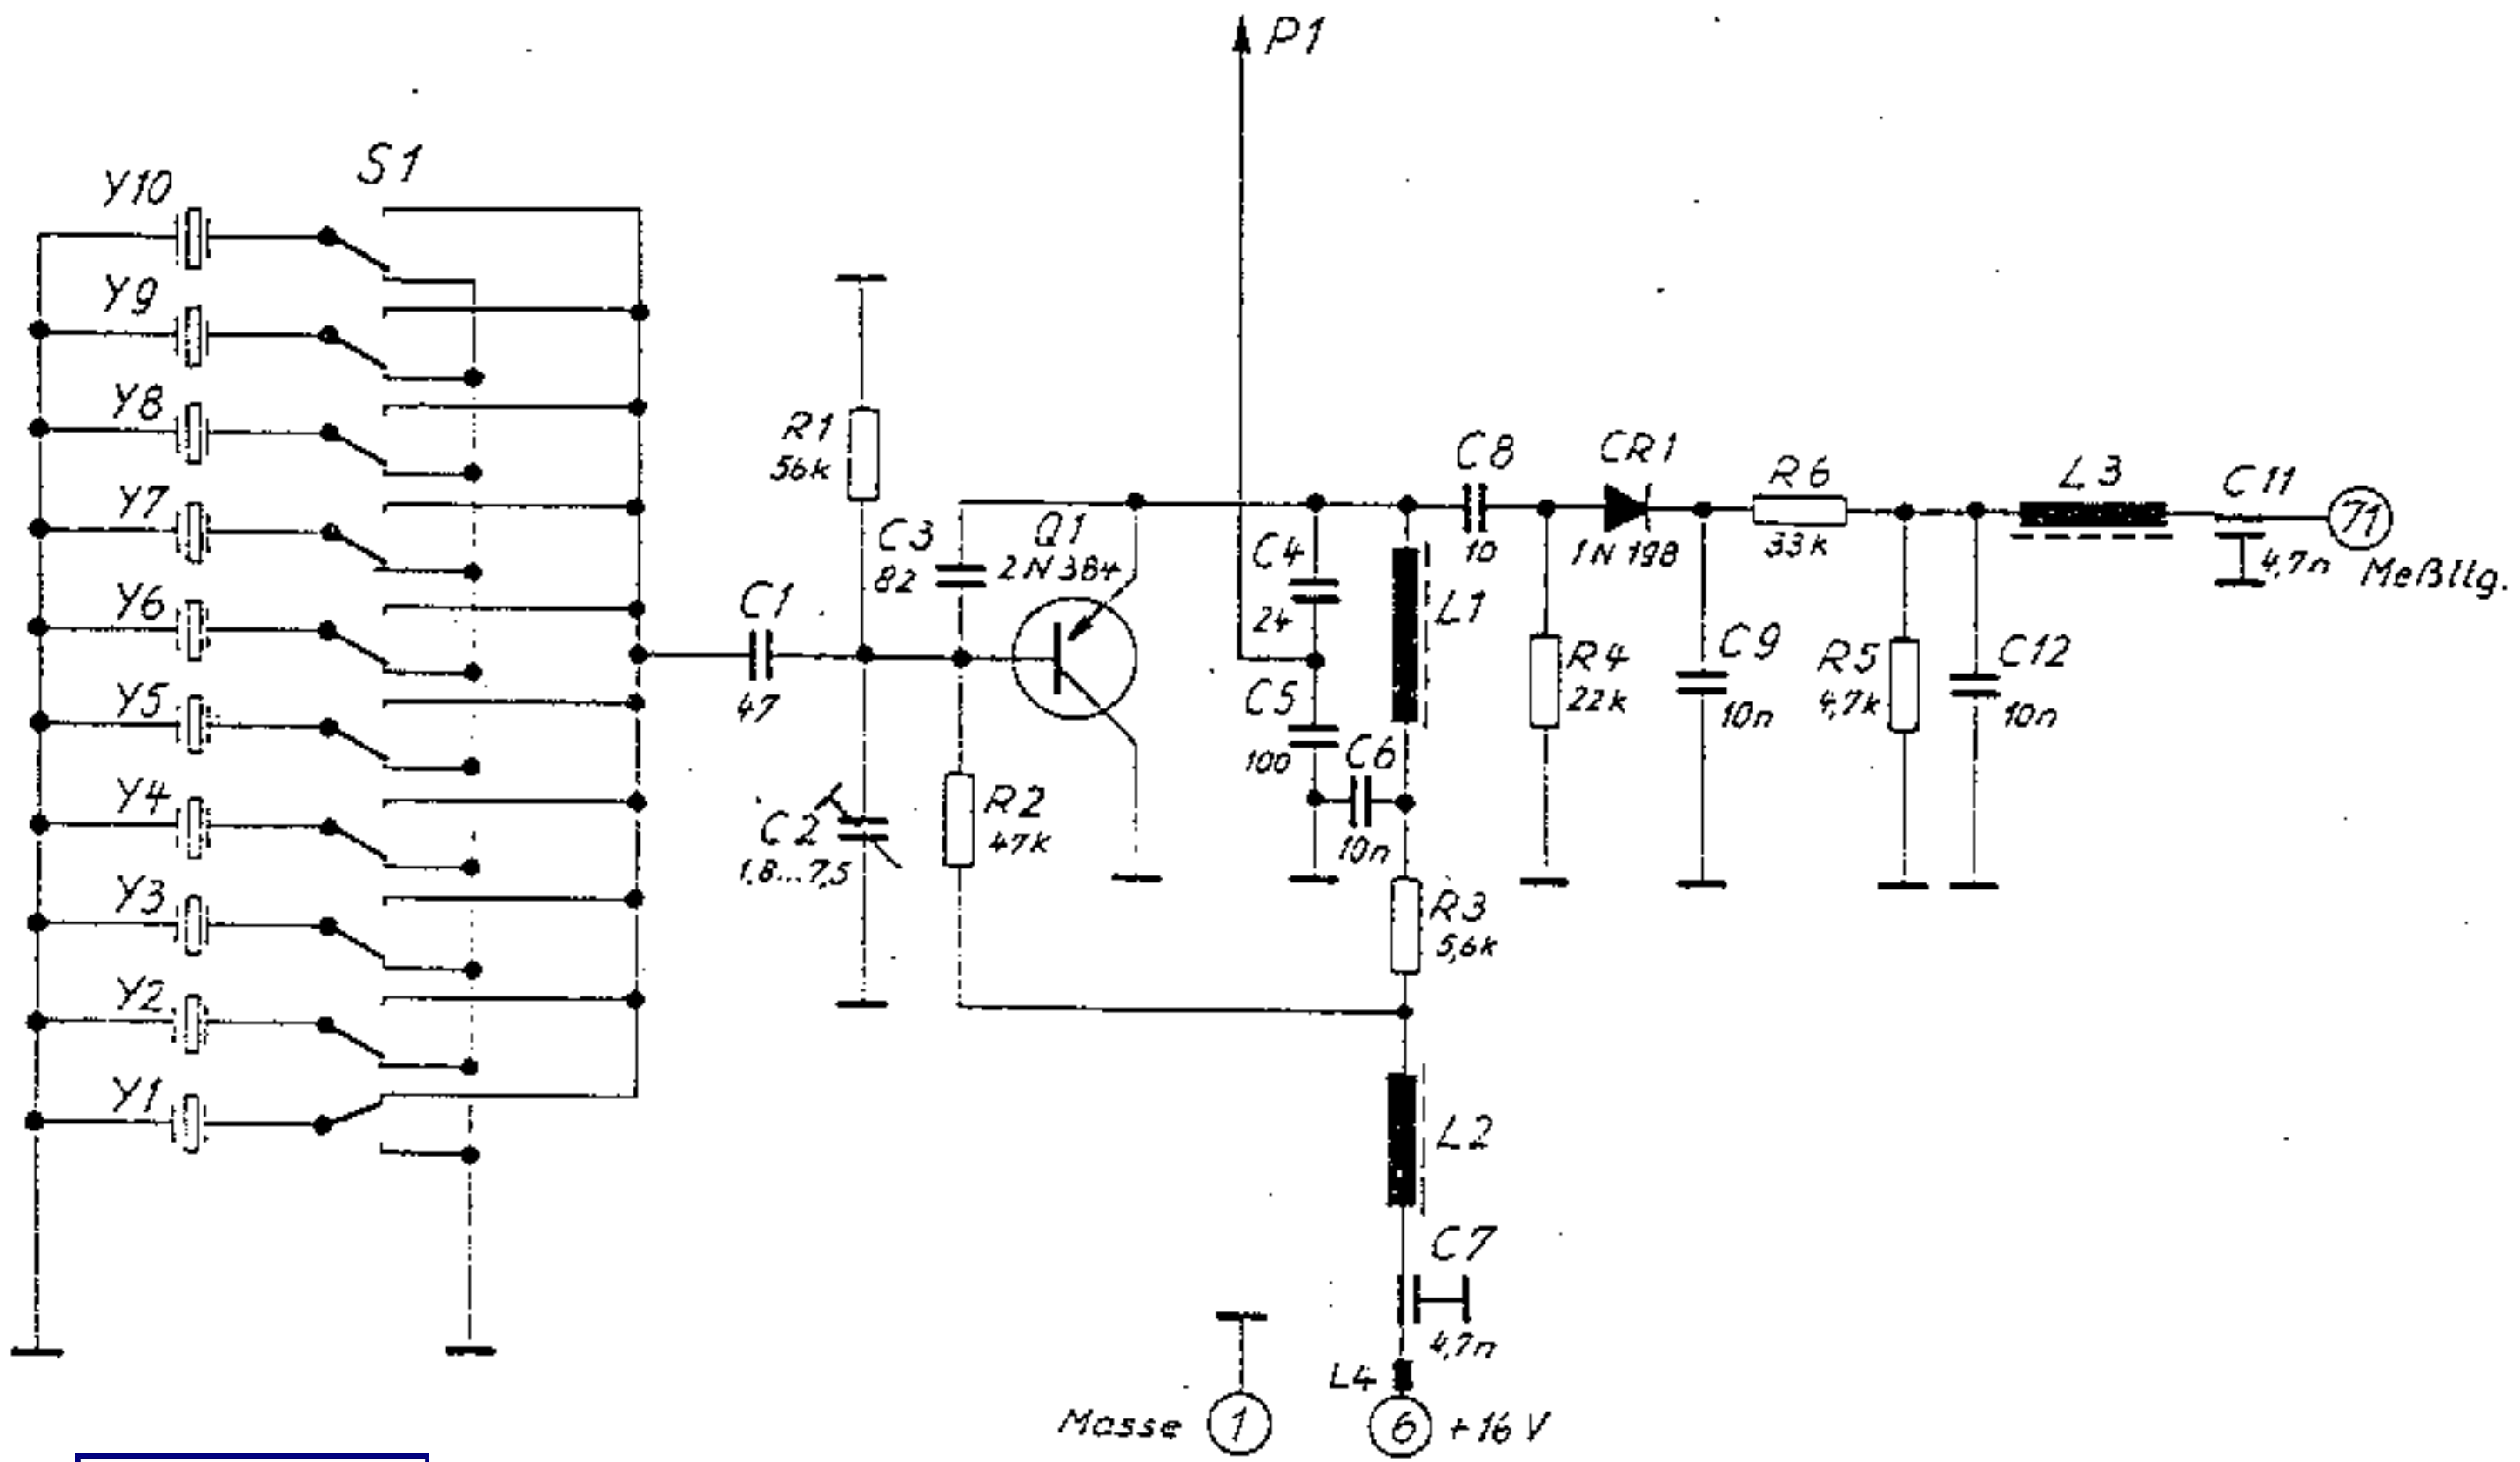 P1
S1
Y10
Y9
Y8
Y7
Y6
Y5
Y4
Y3
Y2
Y1
R1
56k
C1
47
C2
1,8...7,5
C3
82
Q1
2N384
R2
47k
C4
24
C5
100
C6
10n
L1
R3
5,6k
L2
C7
4,7n
L4
Masse 1
6 +16V
C8
10
CR1
1N198
R4
22k
C9
10n
R6
33k
R5
4,7k
C12
10n
L3
C11
4,7n
71
Meßllg.